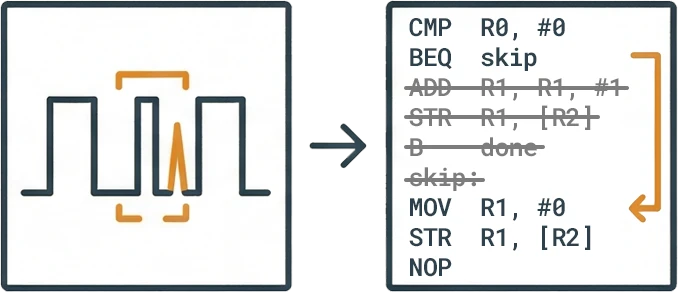 CMP R0, #0
BEQ skip
ADD R1, R1, #1
STR R1, [R2]
B done
skip:
MOV R1, #0
STR R1, [R2]
NOP